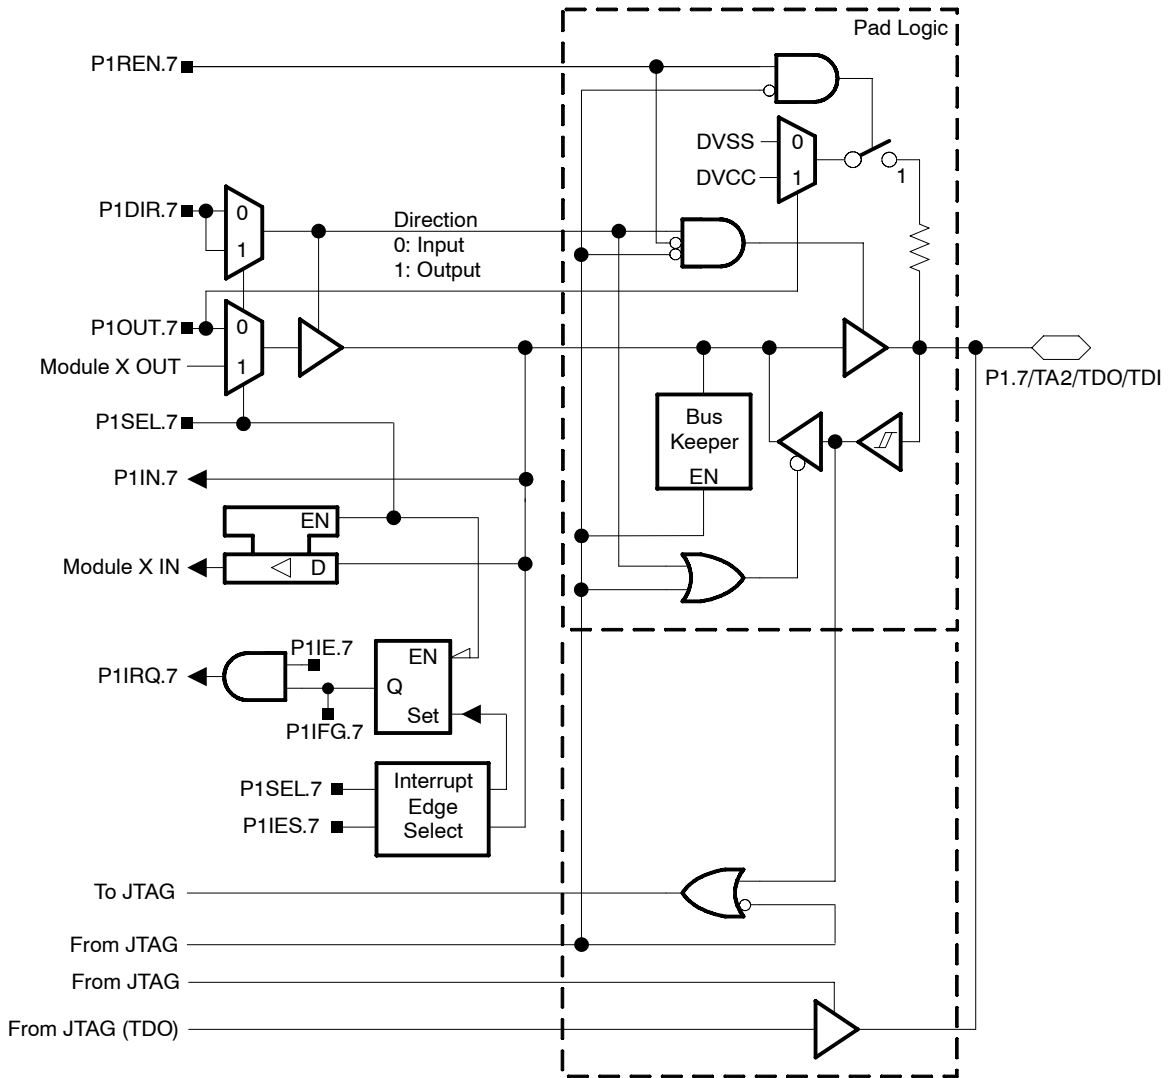 Pad Logic
P1REN.7
DVSS
0
DVCC
1
1
P1DIR.7
0
1
Direction
0: Input
1: Output
P1OUT.7
0
Module X OUT
1
P1.7/TA2/TDO/TDI
P1SEL.7
Bus
Keeper
EN
P1IN.7
EN
Module X IN
D
P1IE.7
P1IRQ.7
EN
Q
Set
P1IFG.7
P1SEL.7
P1IES.7
Interrupt
Edge
Select
To JTAG
From JTAG
From JTAG
From JTAG (TDO)